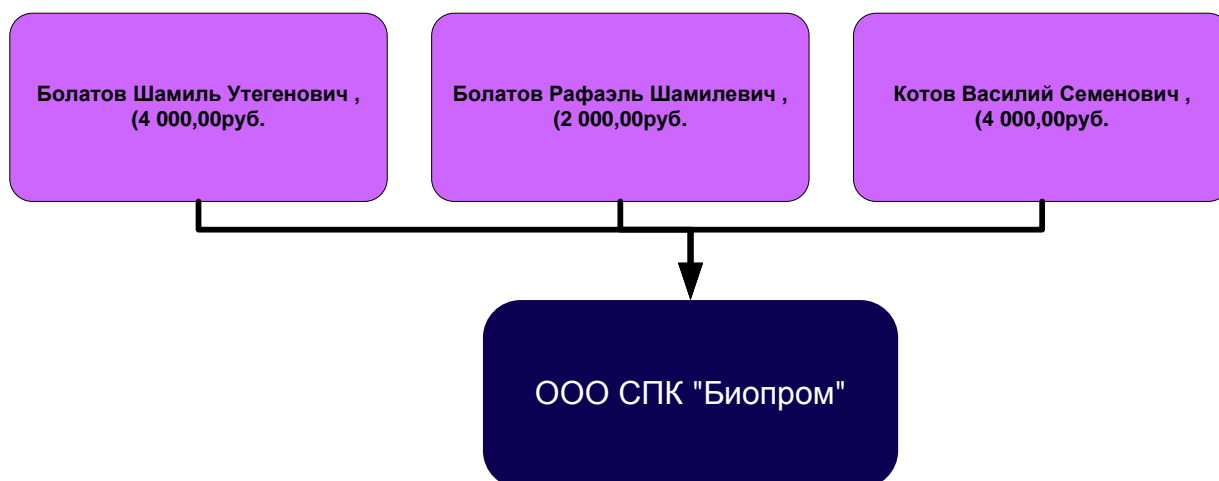 Болатов Шамиль Утегенович ,
(4 000,00руб.
Болатов Рафаэль Шамилевич ,
(2 000,00руб.
Котов Василий Семенович ,
(4 000,00руб.
ООО СПК "Биопром"